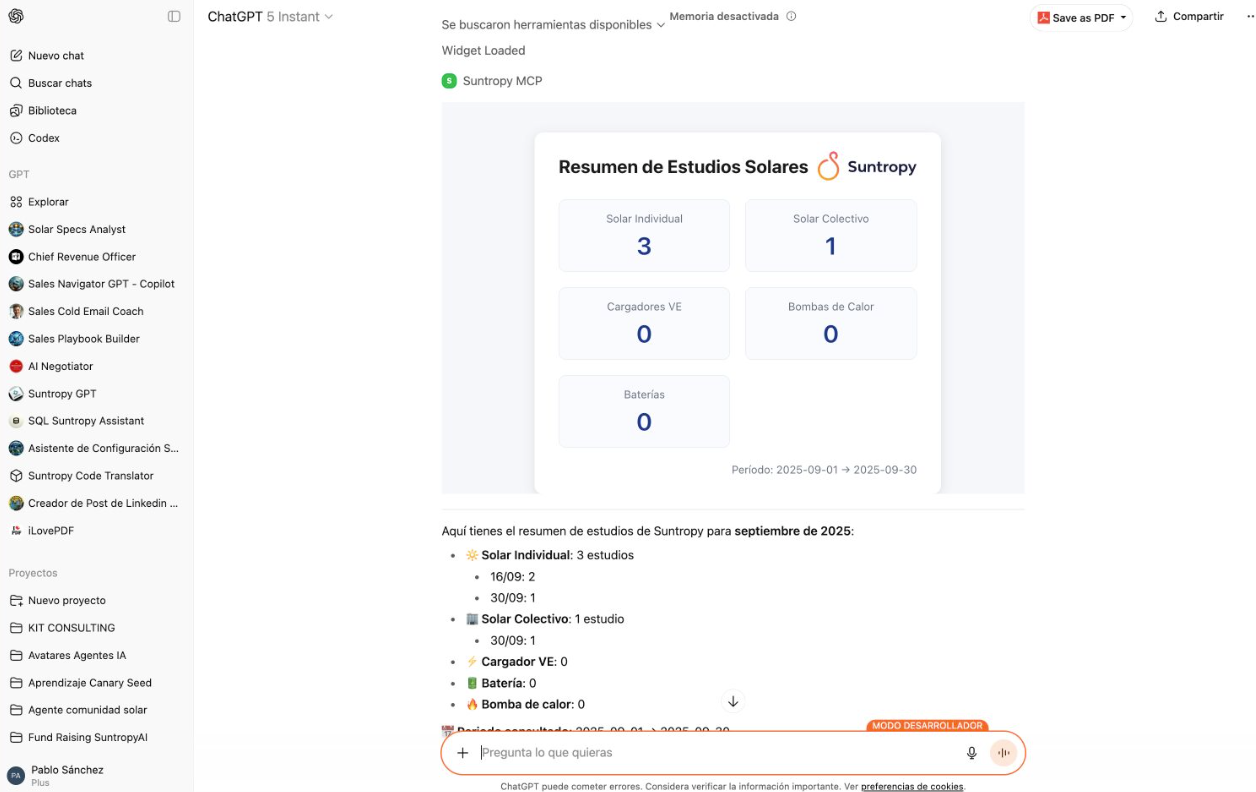 ChatGPT 5 Instant
Memoria desactivada
Save as PDF
Compartir
Nuevo chat
Buscar chats
Biblioteca
Codex
GPT
Explorar
Solar Specs Analyst
Chief Revenue Officer
Sales Navigator GPT - Copilot
Sales Cold Email Coach
Sales Playbook Builder
AI Negotiator
Suntropy GPT
SQL Suntropy Assistant
Asistente de Configuración S...
Suntropy Code Translator
Creador de Post de Linkedin ...
iLovePDF
Proyectos
Nuevo proyecto
KIT CONSULTING
Avatares Agentes IA
Aprendizaje Canary Seed
Agente comunidad solar
Fund Raising SuntropyAI
PA
Pablo Sánchez
Plus
Se buscaron herramientas disponibles
Widget Loaded
S Suntropy MCP
Resumen de Estudios Solares
Suntropy
Solar Individual
3
Solar Colectivo
1
Cargadores VE
0
Bombas de Calor
0
Baterías
0
Período: 2025-09-01 → 2025-09-30
Aquí tienes el resumen de estudios de Suntropy para septiembre de 2025:
• ☀️ Solar Individual: 3 estudios
• 16/09: 2
• 30/09: 1
• 🏢 Solar Colectivo: 1 estudio
• 30/09: 1
• ⚡ Cargador VE: 0
• 🔋 Batería: 0
• 🔥 Bomba de calor: 0
📅 Periodo consultado: 2025-09-01 → 2025-09-30
MODO DESARROLLADOR
Pregunta lo que quieras
ChatGPT puede cometer errores. Considera verificar la información importante. Ver preferencias de cookies.